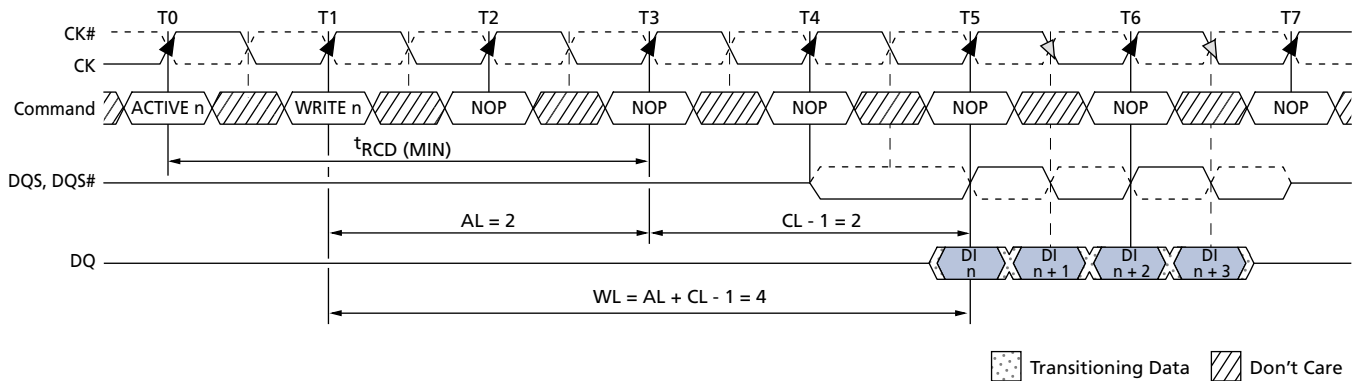 T0 T1 T2 T3 T4 T5 T6 T7
CK#
CK
Command ACTIVE n WRITE n NOP NOP NOP NOP NOP NOP
tRCD (MIN)
DQS, DQS#
AL = 2 CL - 1 = 2
DQ DI n DI n + 1 DI n + 2 DI n + 3
WL = AL + CL - 1 = 4
Transitioning Data Don't Care